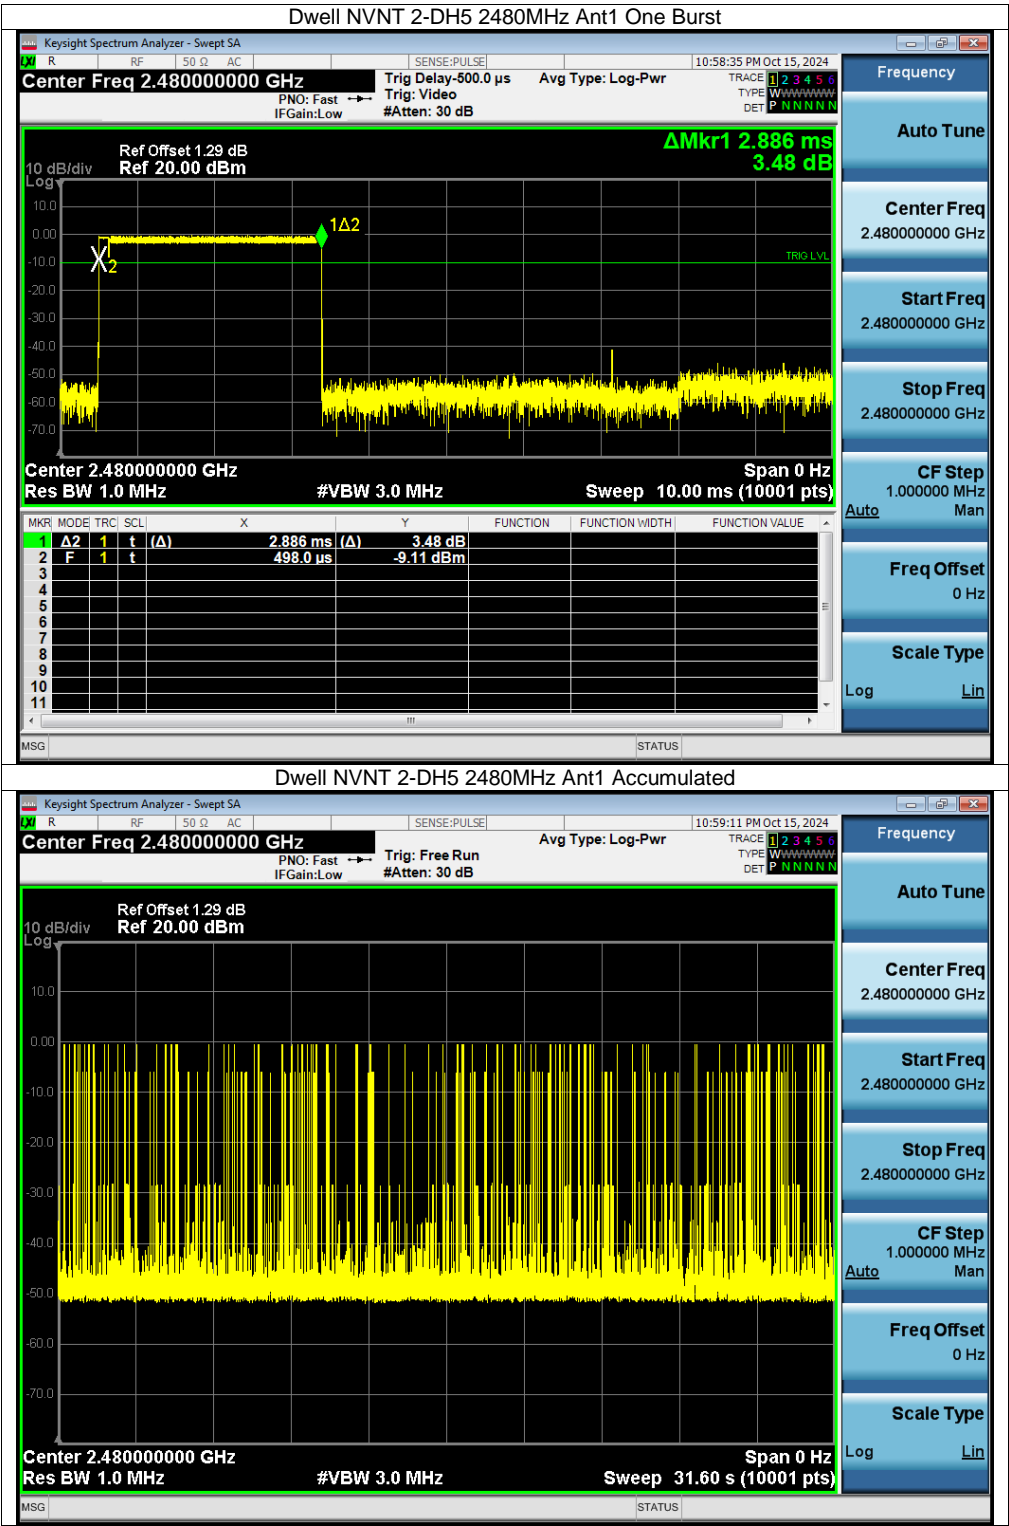 Dwell NVNT 2-DH5 2480MHz Ant1 One Burst
Keysight Spectrum Analyzer - Swept SA
LXI R RF 50 Ω AC SENSE:PULSE 10:58:35 PM Oct 15, 2024
Center Freq 2.480000000 GHz
PNO: Fast
IFGain:Low
Trig Delay-500.0 µs
Trig: Video
#Atten: 30 dB
Avg Type: Log-Pwr
TRACE 1 2 3 4 5 6
TYPE W W W W W W
DET P N N N N N
ΔMkr1 2.886 ms
3.48 dB
Ref Offset 1.29 dB
10 dB/div Ref 20.00 dBm
Log
10.0
0.00
-10.0
-20.0
-30.0
-40.0
-50.0
-60.0
-70.0
1Δ2
2
TRIG LVL
Center 2.480000000 GHz Span 0 Hz
Res BW 1.0 MHz #VBW 3.0 MHz Sweep 10.00 ms (10001 pts)
MKR MODE TRC SCL X Y FUNCTION FUNCTION WIDTH FUNCTION VALUE
1 Δ2 1 t (Δ) 2.886 ms (Δ) 3.48 dB
2 F 1 t 498.0 µs -9.11 dBm
3
4
5
6
7
8
9
10
11
MSG STATUS
Frequency
Auto Tune
Center Freq
2.480000000 GHz
Start Freq
2.480000000 GHz
Stop Freq
2.480000000 GHz
CF Step
1.000000 MHz
Auto Man
Freq Offset
0 Hz
Scale Type
Log Lin
Dwell NVNT 2-DH5 2480MHz Ant1 Accumulated
Keysight Spectrum Analyzer - Swept SA
LXI R RF 50 Ω AC SENSE:PULSE 10:59:11 PM Oct 15, 2024
Center Freq 2.480000000 GHz
PNO: Fast
IFGain:Low
Trig: Free Run
#Atten: 30 dB
Avg Type: Log-Pwr
TRACE 1 2 3 4 5 6
TYPE W W W W W W
DET P N N N N N
Ref Offset 1.29 dB
10 dB/div Ref 20.00 dBm
Log
10.0
0.00
-10.0
-20.0
-30.0
-40.0
-50.0
-60.0
-70.0
Center 2.480000000 GHz Span 0 Hz
Res BW 1.0 MHz #VBW 3.0 MHz Sweep 31.60 s (10001 pts)
MSG STATUS
Frequency
Auto Tune
Center Freq
2.480000000 GHz
Start Freq
2.480000000 GHz
Stop Freq
2.480000000 GHz
CF Step
1.000000 MHz
Auto Man
Freq Offset
0 Hz
Scale Type
Log Lin